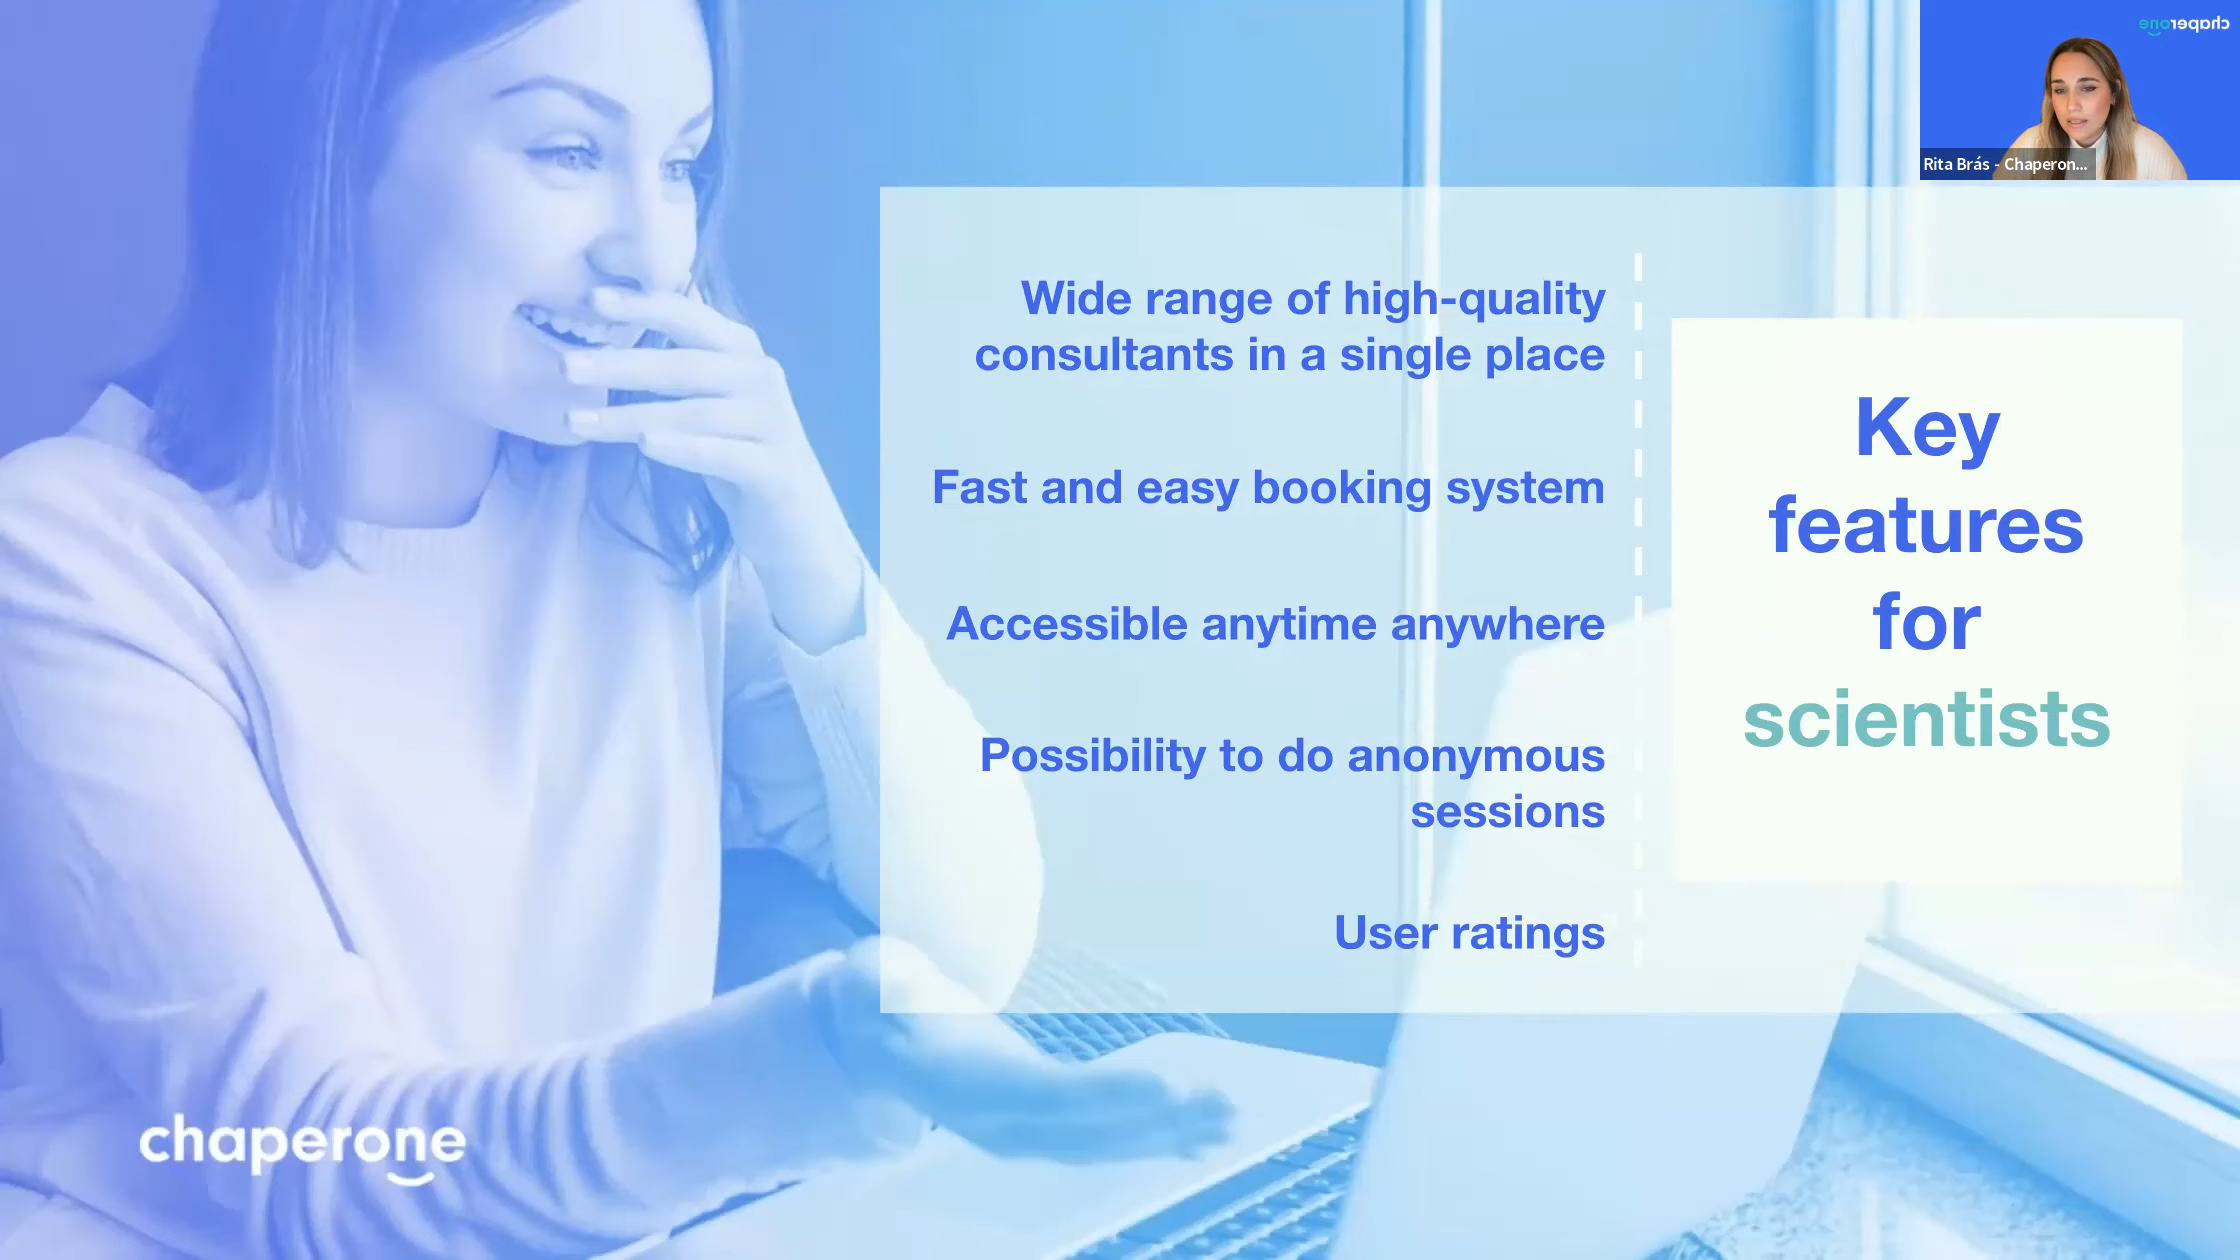 chaperone
Rita Brás - Chaperon...
Wide range of high-quality
consultants in a single place
Fast and easy booking system
Accessible anytime anywhere
Possibility to do anonymous
sessions
User ratings
Key
features
for
scientists
chaperone